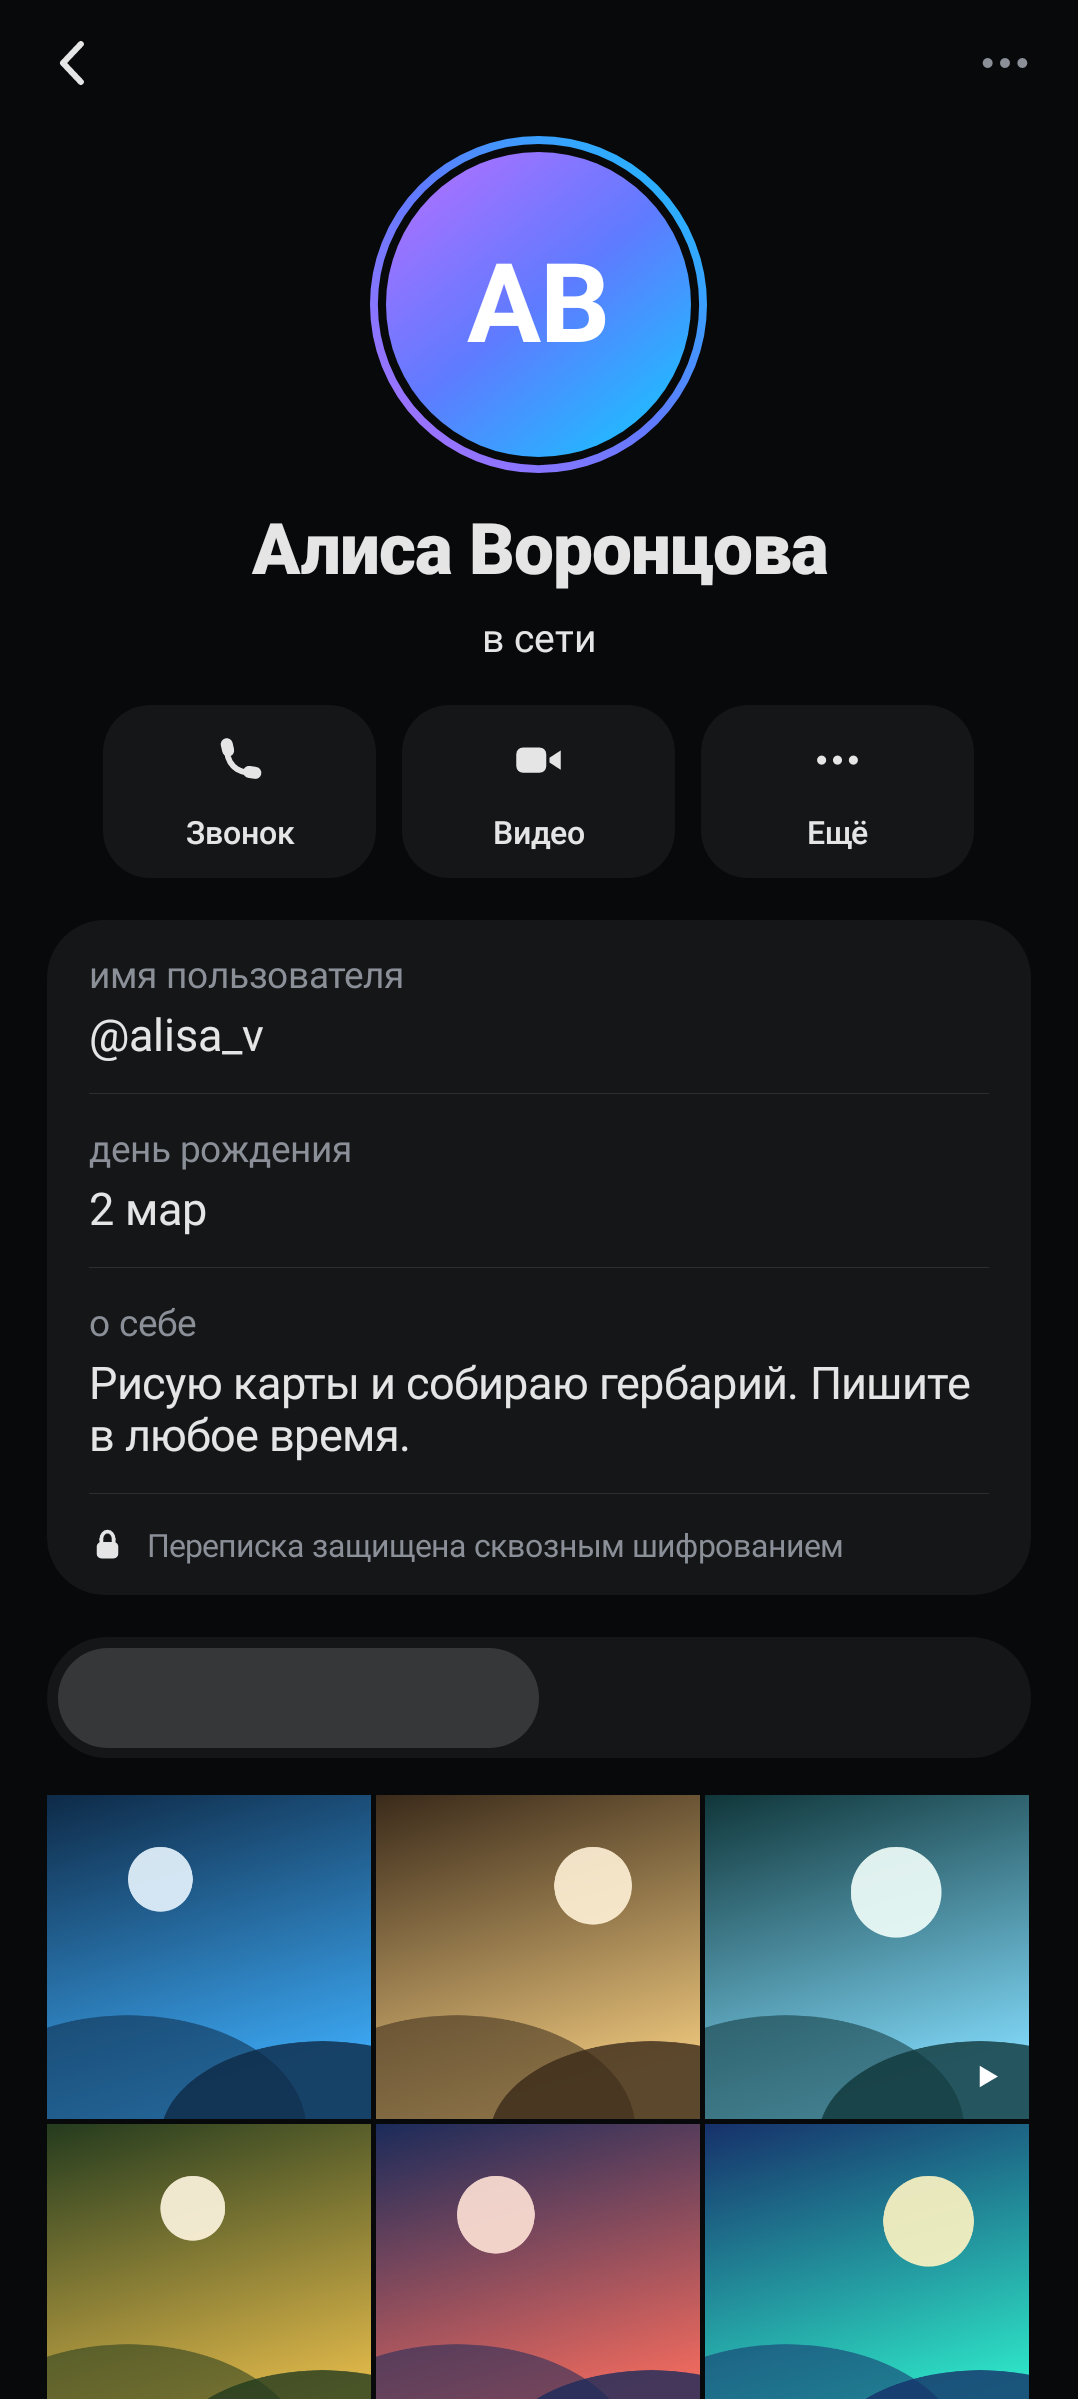 АВ
Алиса Воронцова
в сети
Звонок
Видео
Ещё
имя пользователя
@alisa_v
день рождения
2 мар
о себе
Рисую карты и собираю гербарий. Пишите
в любое время.
Переписка защищена сквозным шифрованием